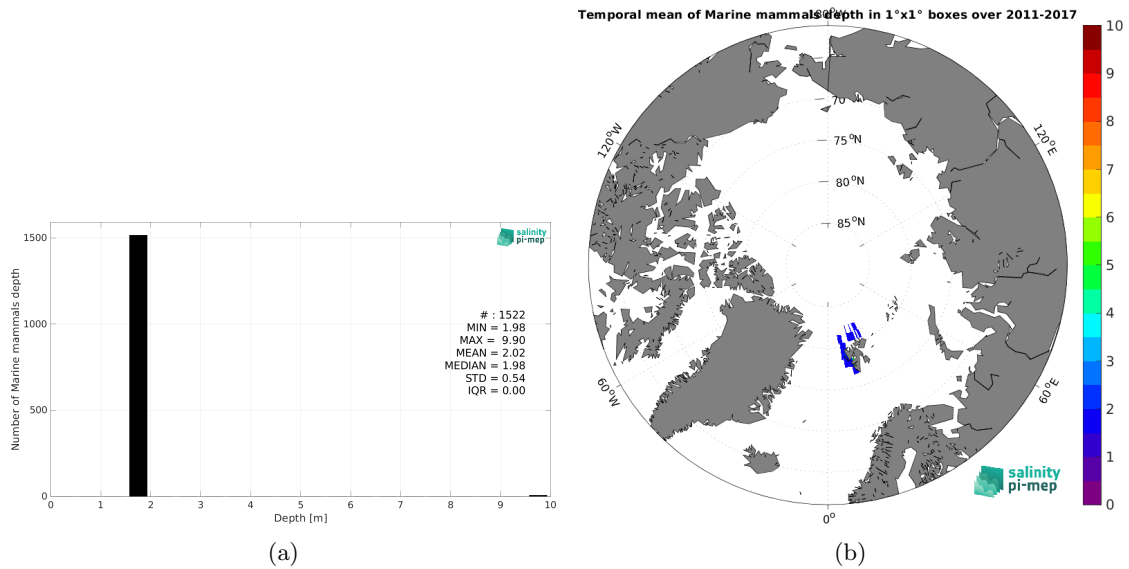 1500
1000
500
0
0 1 2 3 4 5 6 7 8 9 10
Number of Marine mammals depth
Depth [m]
salinity
pi-mep
# : 1522
MIN = 1.98
MAX = 9.90
MEAN = 2.02
MEDIAN = 1.98
STD = 0.54
IQR = 0.00
(a)
Temporal mean of Marine mammals depth in 1°x1° boxes over 2011-2017
180°W
120°W
120°E
70
75°N
80°N
85°N
60°W
60°E
0°
10
9
8
7
6
5
4
3
2
1
0
salinity
pi-mep
(b)